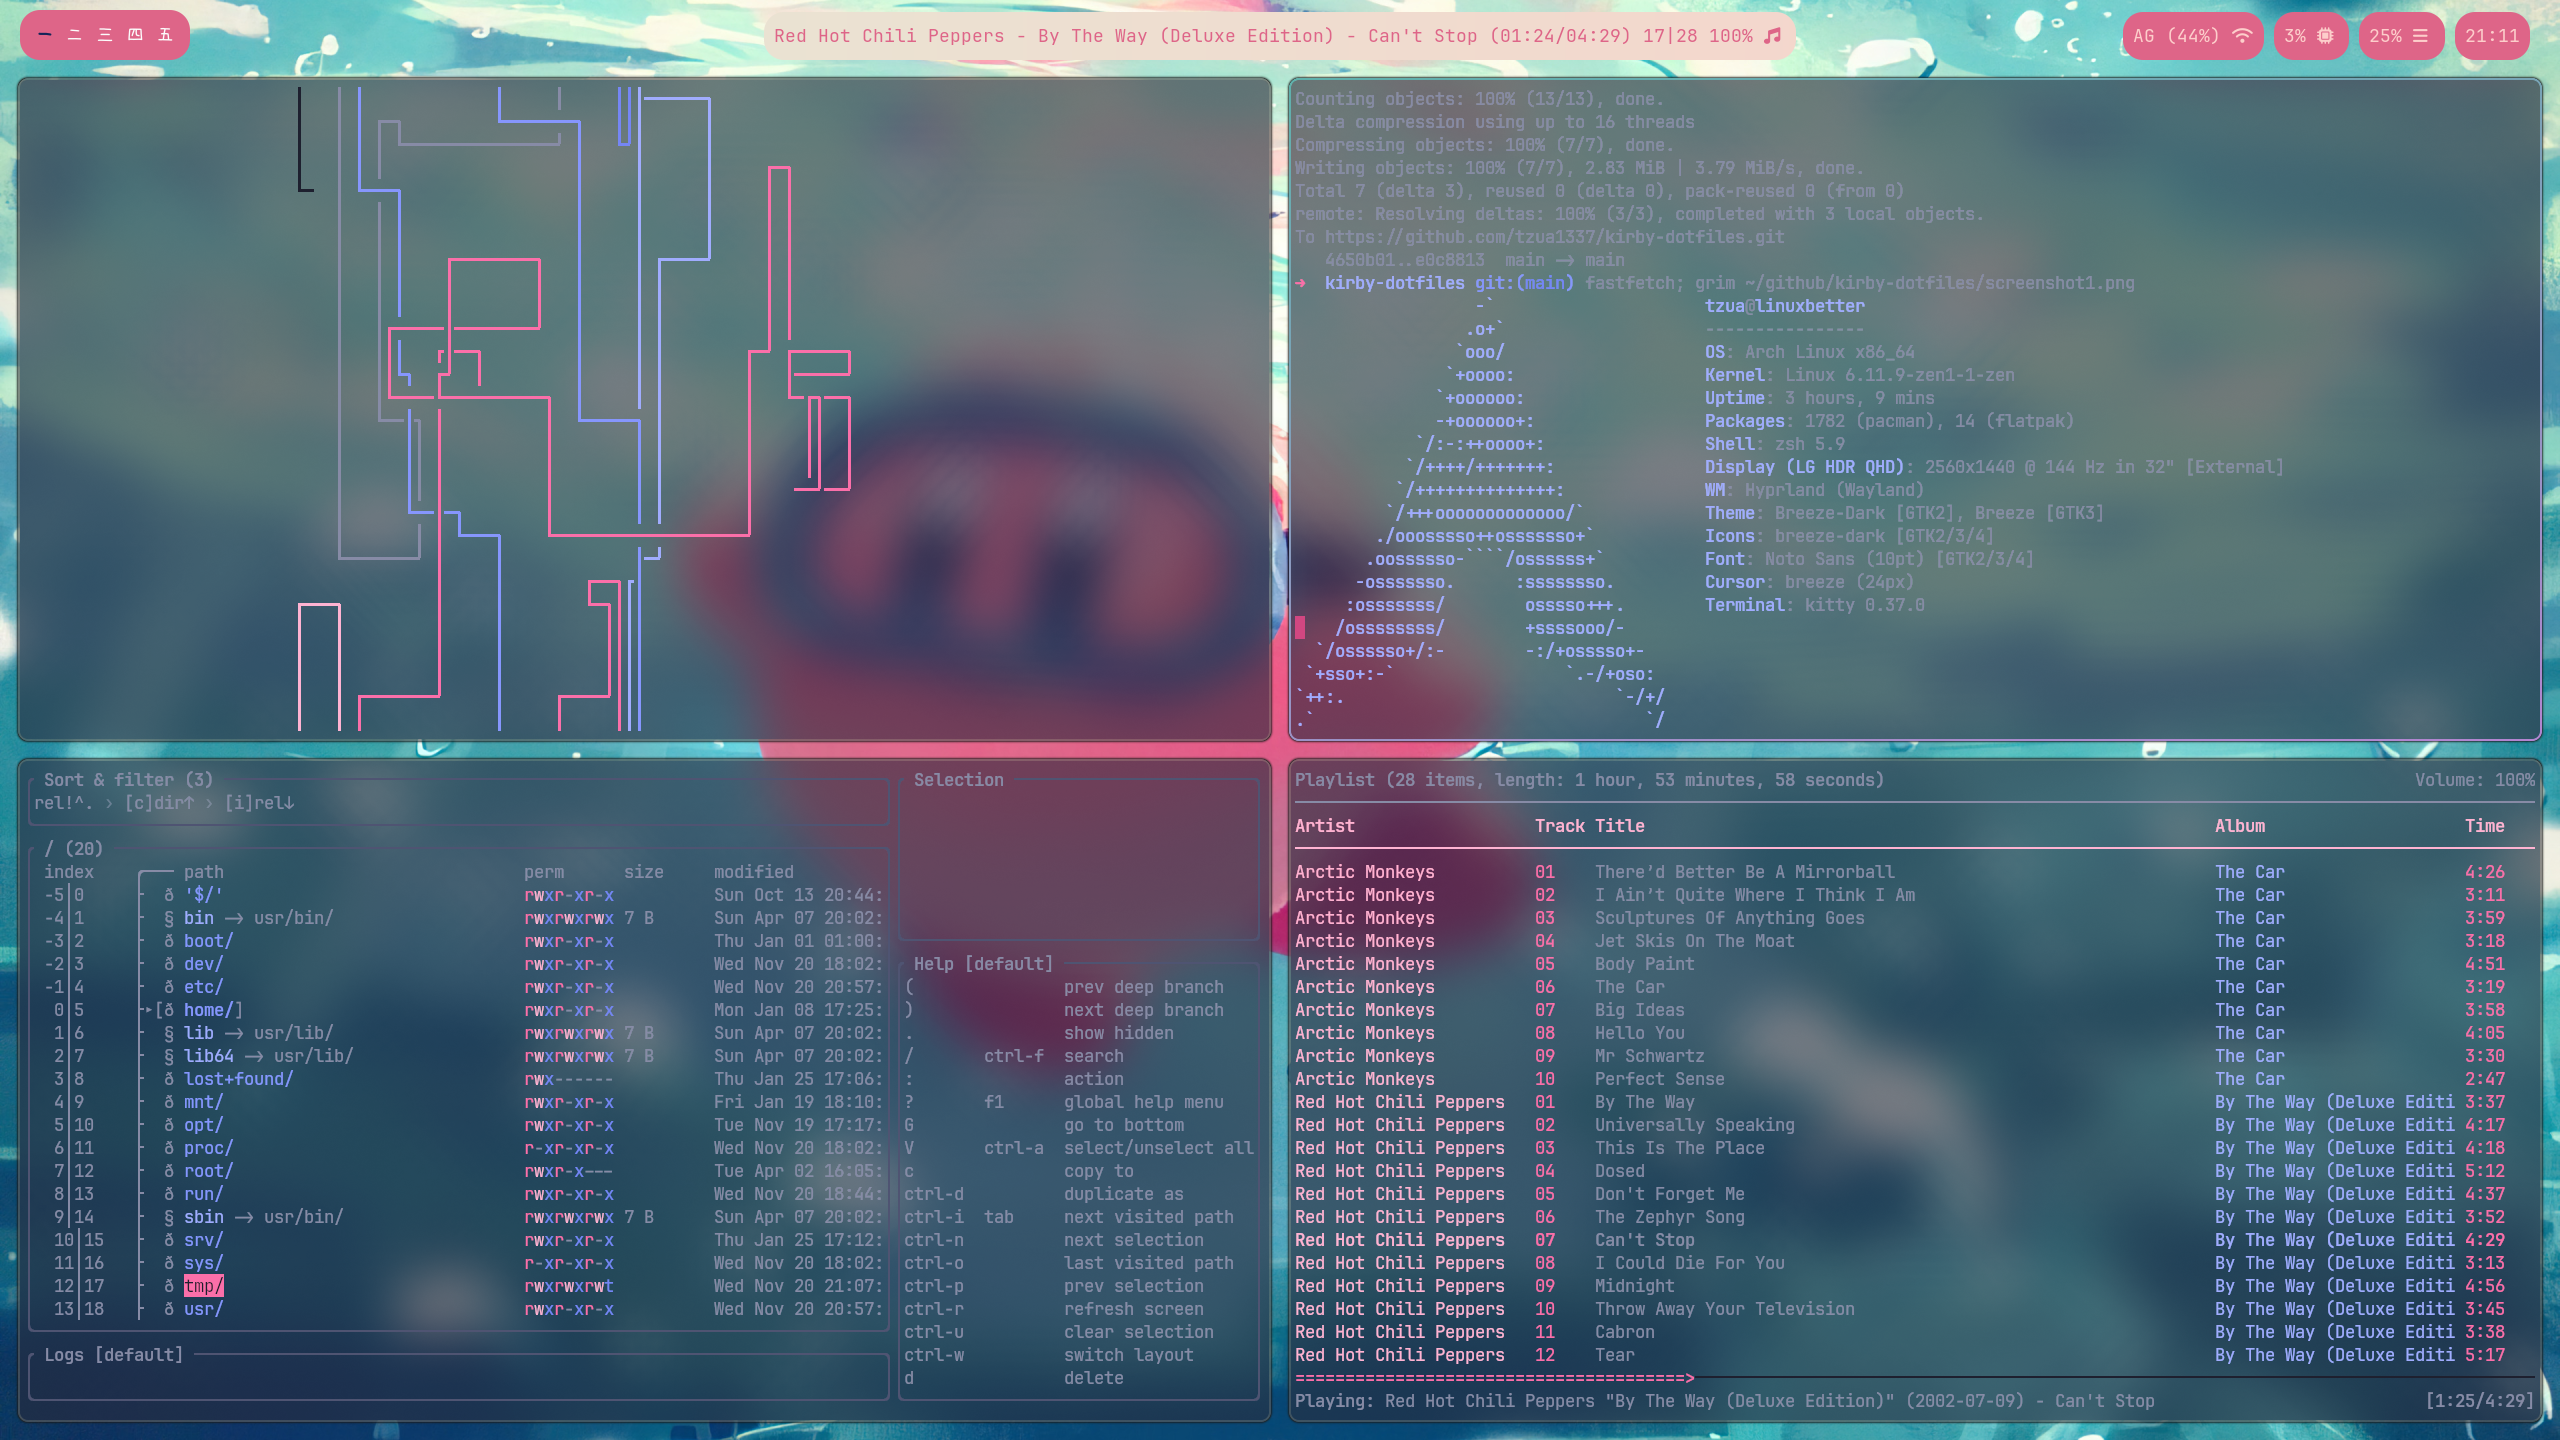 一 二 三 四 五
Red Hot Chili Peppers - By The Way (Deluxe Edition) - Can't Stop (01:24/04:29) 17|28 100%
AG (44%) 3% 25% 21:11
Counting objects: 100% (13/13), done.
Delta compression using up to 16 threads
Compressing objects: 100% (7/7), done.
Writing objects: 100% (7/7), 2.83 MiB | 3.79 MiB/s, done.
Total 7 (delta 3), reused 0 (delta 0), pack-reused 0 (from 0)
remote: Resolving deltas: 100% (3/3), completed with 3 local objects.
To https://github.com/tzua1337/kirby-dotfiles.git
4650b01..e0c8813  main -> main
➜  kirby-dotfiles git:(main) fastfetch; grim ~/github/kirby-dotfiles/screenshot1.png
tzua@linuxbetter
----------------
OS: Arch Linux x86_64
Kernel: Linux 6.11.9-zen1-1-zen
Uptime: 3 hours, 9 mins
Packages: 1782 (pacman), 14 (flatpak)
Shell: zsh 5.9
Display (LG HDR QHD): 2560x1440 @ 144 Hz in 32" [External]
WM: Hyprland (Wayland)
Theme: Breeze-Dark [GTK2], Breeze [GTK3]
Icons: breeze-dark [GTK2/3/4]
Font: Noto Sans (10pt) [GTK2/3/4]
Cursor: breeze (24px)
Terminal: kitty 0.37.0
Sort & filter (3)
rel!^. › [c]dir↑ › [i]rel↓
/ (20)
index path perm size modified
-5│0 ð '$/' rwxr-xr-x Sun Oct 13 20:44:
-4│1 § bin -> usr/bin/ rwxrwxrwx 7 B Sun Apr 07 20:02:
-3│2 ð boot/ rwxr-xr-x Thu Jan 01 01:00:
-2│3 ð dev/ rwxr-xr-x Wed Nov 20 18:02:
-1│4 ð etc/ rwxr-xr-x Wed Nov 20 20:57:
0│5 ▸[ð home/] rwxr-xr-x Mon Jan 08 17:25:
1│6 § lib -> usr/lib/ rwxrwxrwx 7 B Sun Apr 07 20:02:
2│7 § lib64 -> usr/lib/ rwxrwxrwx 7 B Sun Apr 07 20:02:
3│8 ð lost+found/ rwx------ Thu Jan 25 17:06:
4│9 ð mnt/ rwxr-xr-x Fri Jan 19 18:10:
5│10 ð opt/ rwxr-xr-x Tue Nov 19 17:17:
6│11 ð proc/ r-xr-xr-x Wed Nov 20 18:02:
7│12 ð root/ rwxr-x--- Tue Apr 02 16:05:
8│13 ð run/ rwxr-xr-x Wed Nov 20 18:44:
9│14 § sbin -> usr/bin/ rwxrwxrwx 7 B Sun Apr 07 20:02:
10│15 ð srv/ rwxr-xr-x Thu Jan 25 17:12:
11│16 ð sys/ r-xr-xr-x Wed Nov 20 18:02:
12│17 ð tmp/ rwxrwxrwt Wed Nov 20 21:07:
13│18 ð usr/ rwxr-xr-x Wed Nov 20 20:57:
Logs [default]
Selection
Help [default]
( prev deep branch
) next deep branch
. show hidden
/ ctrl-f search
: action
? f1 global help menu
G go to bottom
V ctrl-a select/unselect all
c copy to
ctrl-d duplicate as
ctrl-i tab next visited path
ctrl-n next selection
ctrl-o last visited path
ctrl-p prev selection
ctrl-r refresh screen
ctrl-u clear selection
ctrl-w switch layout
d delete
Playlist (28 items, length: 1 hour, 53 minutes, 58 seconds) Volume: 100%
Artist Track Title Album Time
Arctic Monkeys 01 There’d Better Be A Mirrorball The Car 4:26
Arctic Monkeys 02 I Ain’t Quite Where I Think I Am The Car 3:11
Arctic Monkeys 03 Sculptures Of Anything Goes The Car 3:59
Arctic Monkeys 04 Jet Skis On The Moat The Car 3:18
Arctic Monkeys 05 Body Paint The Car 4:51
Arctic Monkeys 06 The Car The Car 3:19
Arctic Monkeys 07 Big Ideas The Car 3:58
Arctic Monkeys 08 Hello You The Car 4:05
Arctic Monkeys 09 Mr Schwartz The Car 3:30
Arctic Monkeys 10 Perfect Sense The Car 2:47
Red Hot Chili Peppers 01 By The Way By The Way (Deluxe Editi 3:37
Red Hot Chili Peppers 02 Universally Speaking By The Way (Deluxe Editi 4:17
Red Hot Chili Peppers 03 This Is The Place By The Way (Deluxe Editi 4:18
Red Hot Chili Peppers 04 Dosed By The Way (Deluxe Editi 5:12
Red Hot Chili Peppers 05 Don't Forget Me By The Way (Deluxe Editi 4:37
Red Hot Chili Peppers 06 The Zephyr Song By The Way (Deluxe Editi 3:52
Red Hot Chili Peppers 07 Can't Stop By The Way (Deluxe Editi 4:29
Red Hot Chili Peppers 08 I Could Die For You By The Way (Deluxe Editi 3:13
Red Hot Chili Peppers 09 Midnight By The Way (Deluxe Editi 4:56
Red Hot Chili Peppers 10 Throw Away Your Television By The Way (Deluxe Editi 3:45
Red Hot Chili Peppers 11 Cabron By The Way (Deluxe Editi 3:38
Red Hot Chili Peppers 12 Tear By The Way (Deluxe Editi 5:17
Playing: Red Hot Chili Peppers "By The Way (Deluxe Edition)" (2002-07-09) - Can't Stop [1:25/4:29]